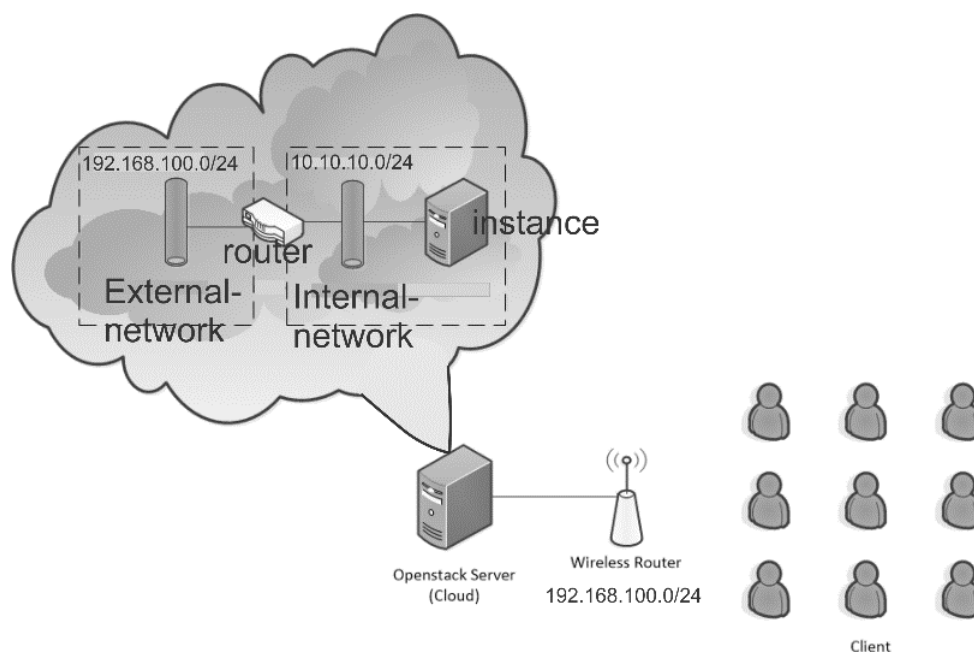 192.168.100.0/24
10.10.10.0/24
instance
router
External-
network
Internal-
network
Openstack Server
(Cloud)
Wireless Router
192.168.100.0/24
Client